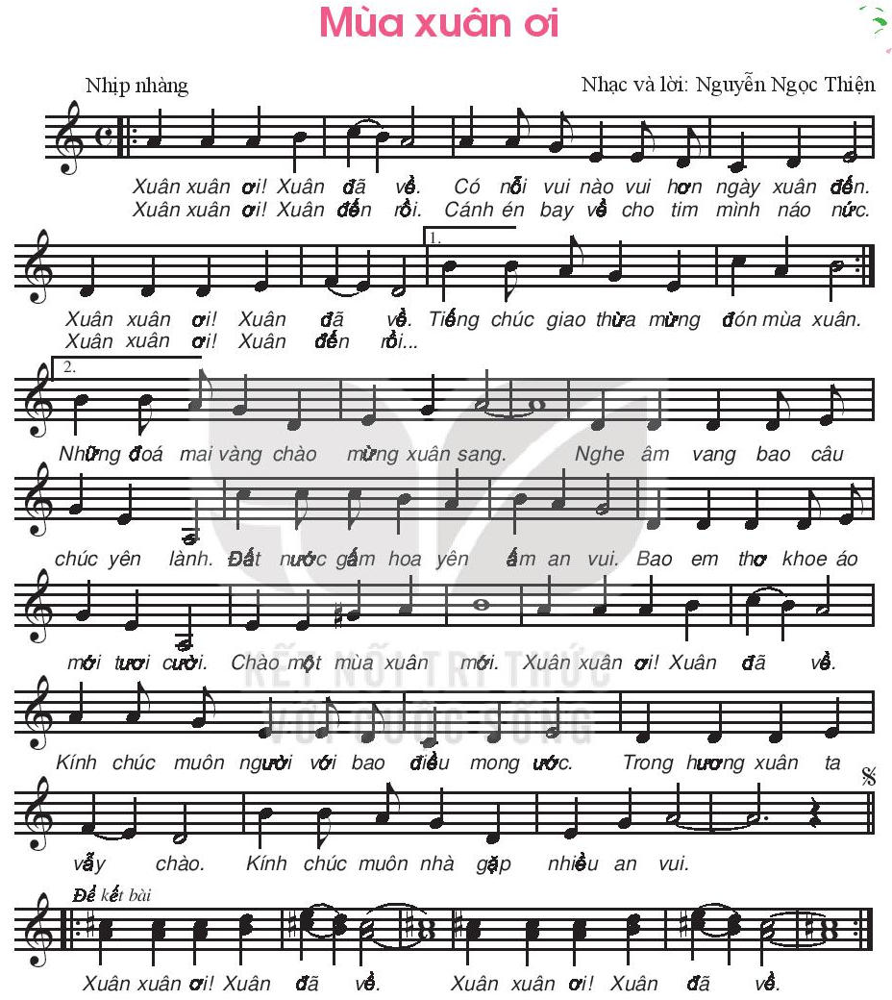 Mùa xuân ơi
Nhịp nhàng
Nhạc và lời: Nguyễn Ngọc Thiện
Xuân xuân ơi! Xuân đã về. Có nỗi vui nào vui hơn ngày xuân đến.
Xuân xuân ơi! Xuân đến rồi. Cánh én bay về cho tim mình náo nức.
1.
Xuân xuân ơi! Xuân đã về. Tiếng chúc giao thừa mừng đón mùa xuân.
Xuân xuân ơi! Xuân đến rồi...
2.
Những đoá mai vàng chào mừng xuân sang. Nghe âm vang bao câu
chúc yên lành. Đất nước gấm hoa yên ấm an vui. Bao em thơ khoe áo
mới tươi cười. Chào một mùa xuân mới. Xuân xuân ơi! Xuân đã về.
KẾT NỐI TRI THỨC
VỚI CUỘC SỐNG
Kính chúc muôn người với bao điều mong ước. Trong hương xuân ta
vẫy chào. Kính chúc muôn nhà gặp nhiều an vui.
Để kết bài
Xuân xuân ơi! Xuân đã về. Xuân xuân ơi! Xuân đã về.